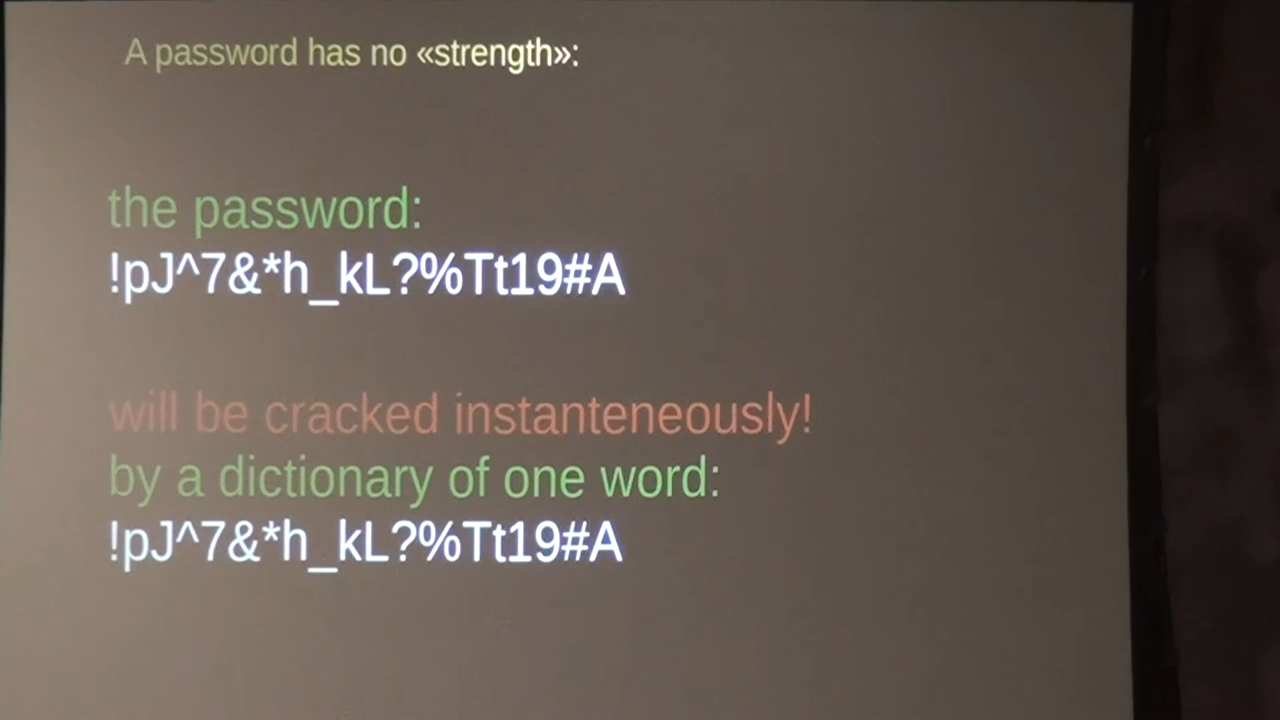 A password has no «strength»:
the password:
!pJ^7&*h_kL?%Tt19#A
will be cracked instanteneously!
by a dictionary of one word:
!pJ^7&*h_kL?%Tt19#A